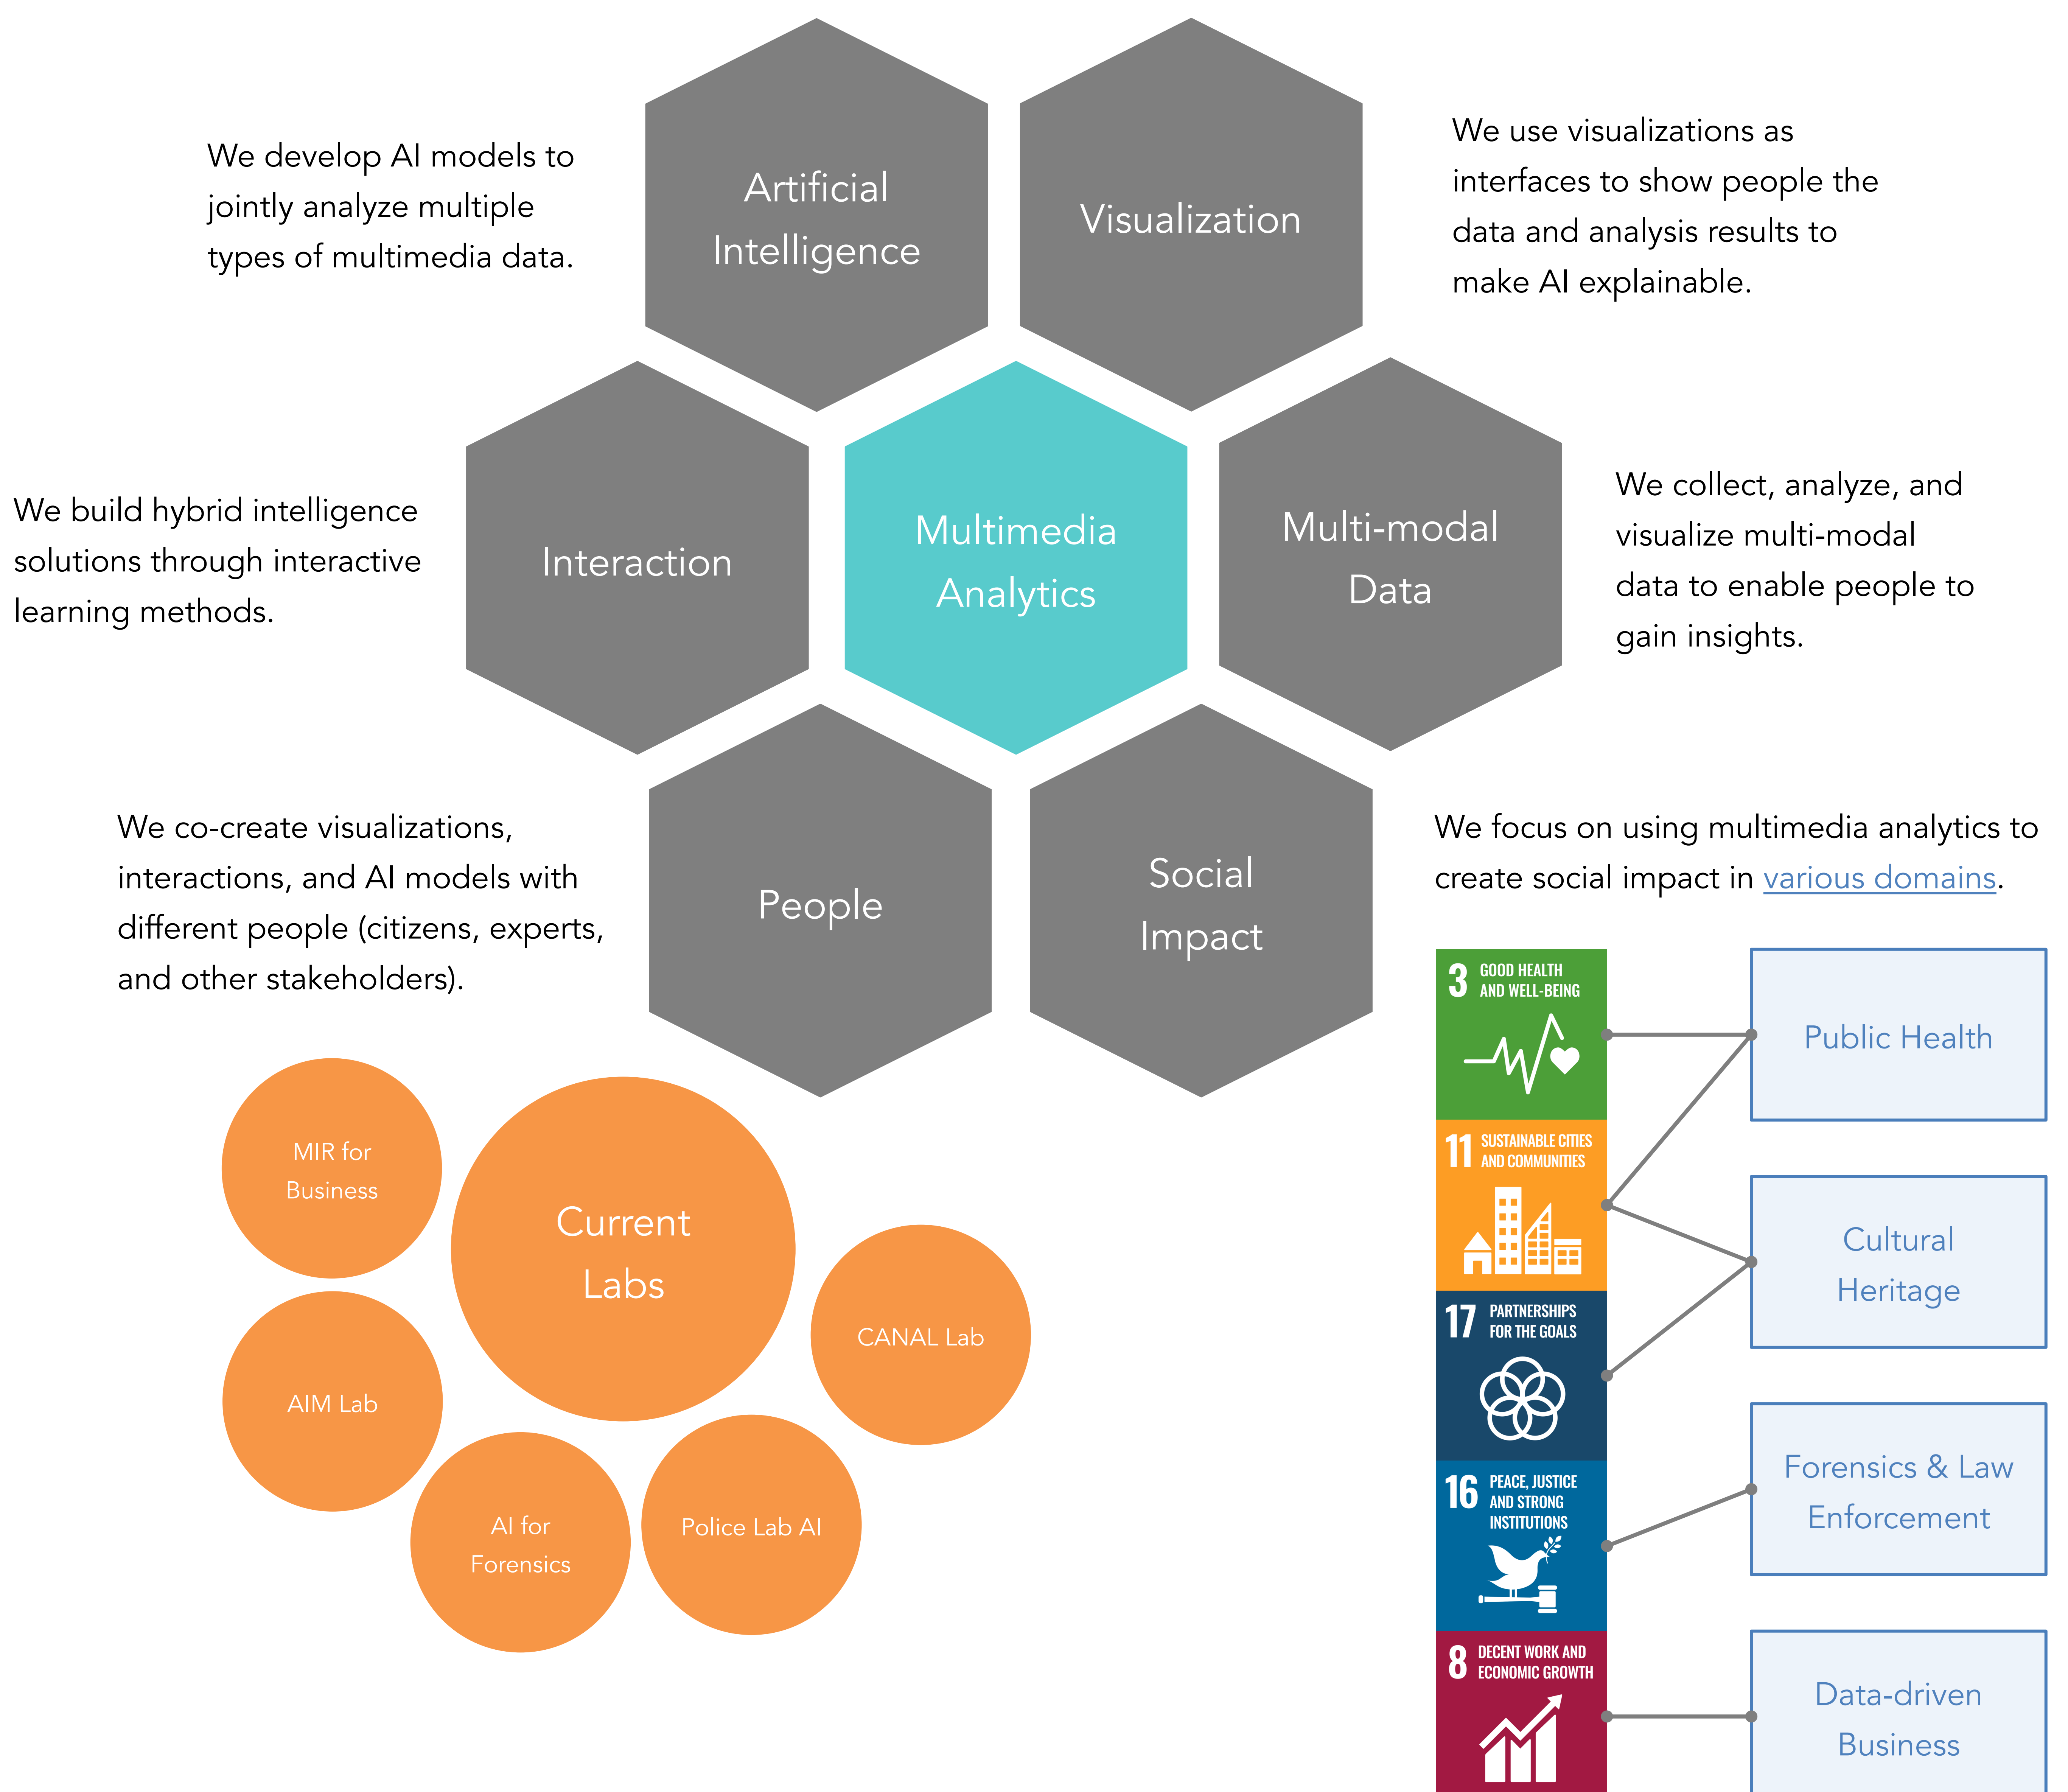 We develop AI models to
jointly analyze multiple
types of multimedia data.
Artificial
Intelligence
Visualization
We use visualizations as
interfaces to show people the
data and analysis results to
make AI explainable.
We build hybrid intelligence
solutions through interactive
learning methods.
Interaction
Multimedia
Analytics
Multi-modal
Data
We collect, analyze, and
visualize multi-modal
data to enable people to
gain insights.
We co-create visualizations,
interactions, and AI models with
different people (citizens, experts,
and other stakeholders).
People
Social
Impact
We focus on using multimedia analytics to
create social impact in various domains.
MIR for
Business
Current
Labs
CANAL Lab
AIM Lab
AI for
Forensics
Police Lab AI
3 GOOD HEALTH
AND WELL-BEING
Public Health
11 SUSTAINABLE CITIES
AND COMMUNITIES
Cultural
Heritage
17 PARTNERSHIPS
FOR THE GOALS
Forensics & Law
Enforcement
16 PEACE, JUSTICE
AND STRONG
INSTITUTIONS
8 DECENT WORK AND
ECONOMIC GROWTH
Data-driven
Business